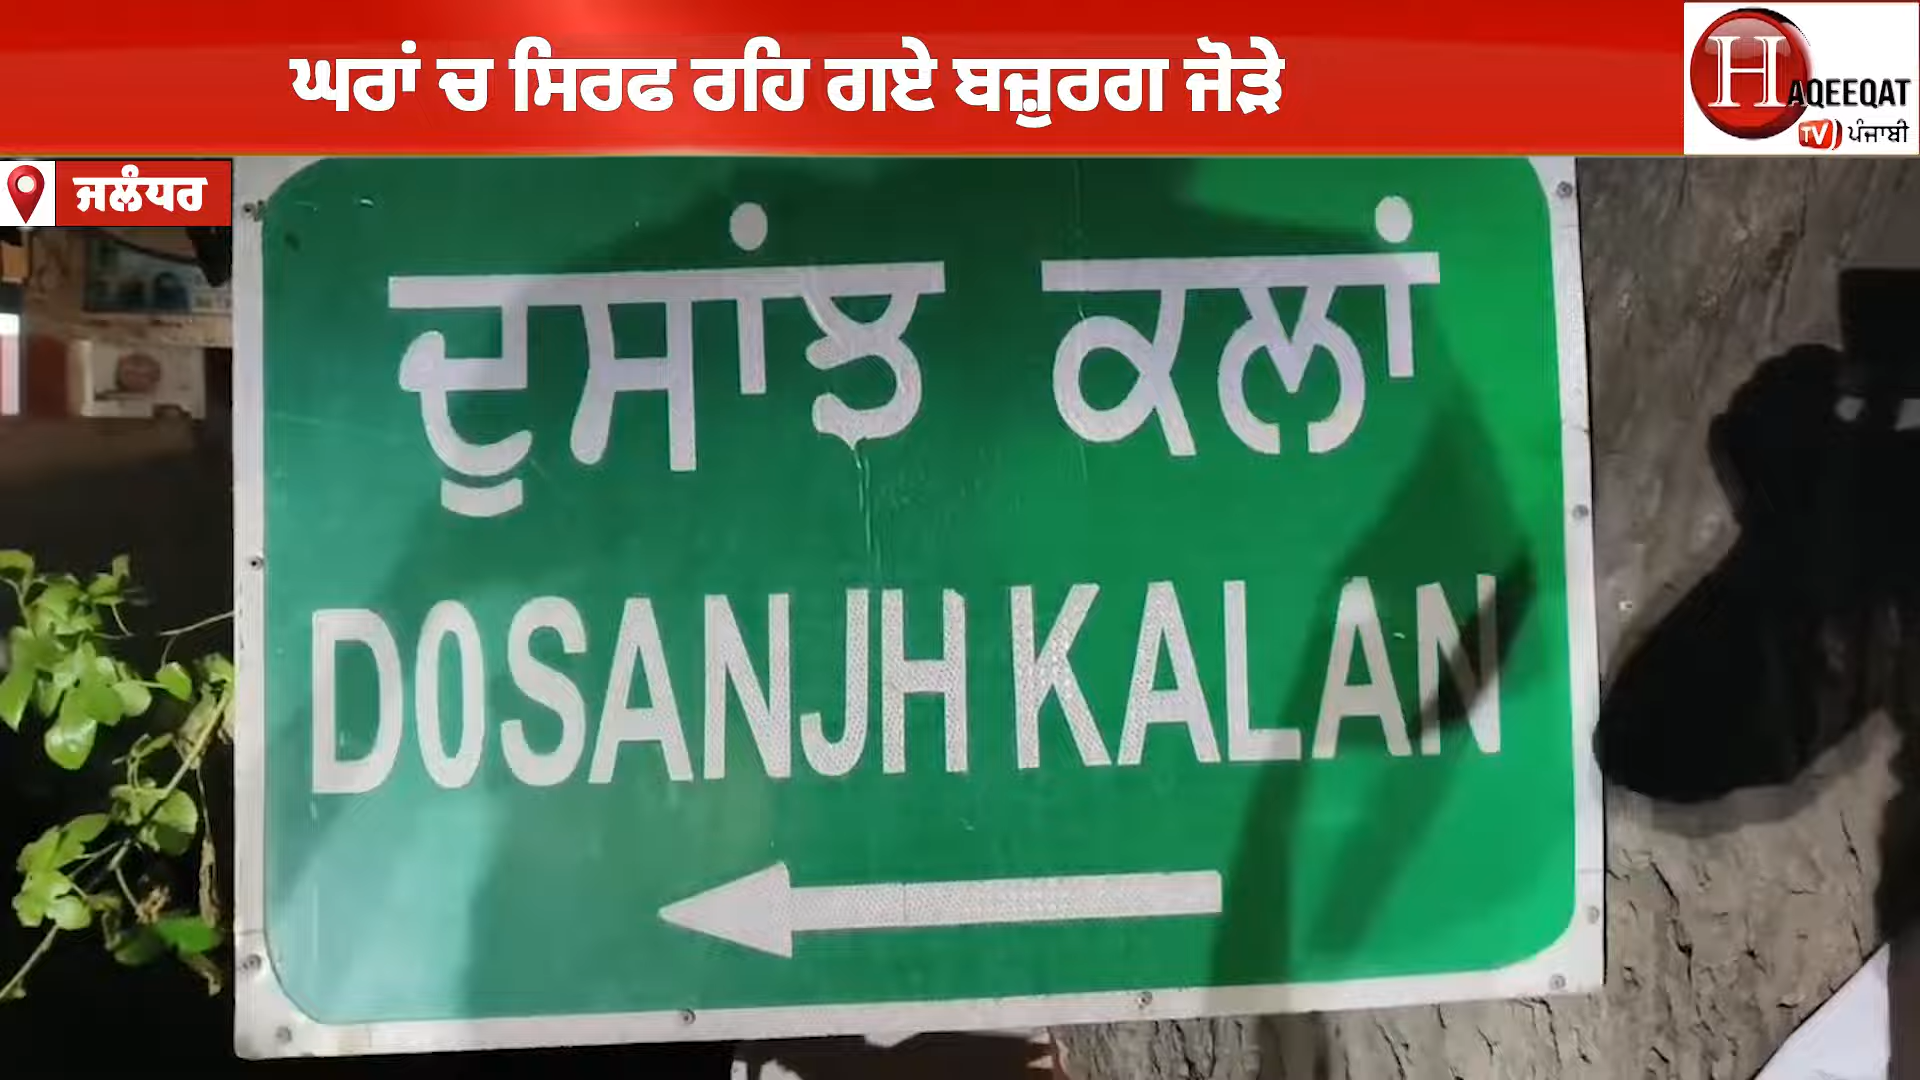 ਘਰਾਂ ਚ ਸਿਰਫ ਰਹਿ ਗਏ ਬਜ਼ੁਰਗ ਜੋੜੇ
HAQEEQAT
TV ਪੰਜਾਬੀ
ਜਲੰਧਰ
ਦੂਸਾਂਝ ਕਲਾਂ
DOSANJH KALAN